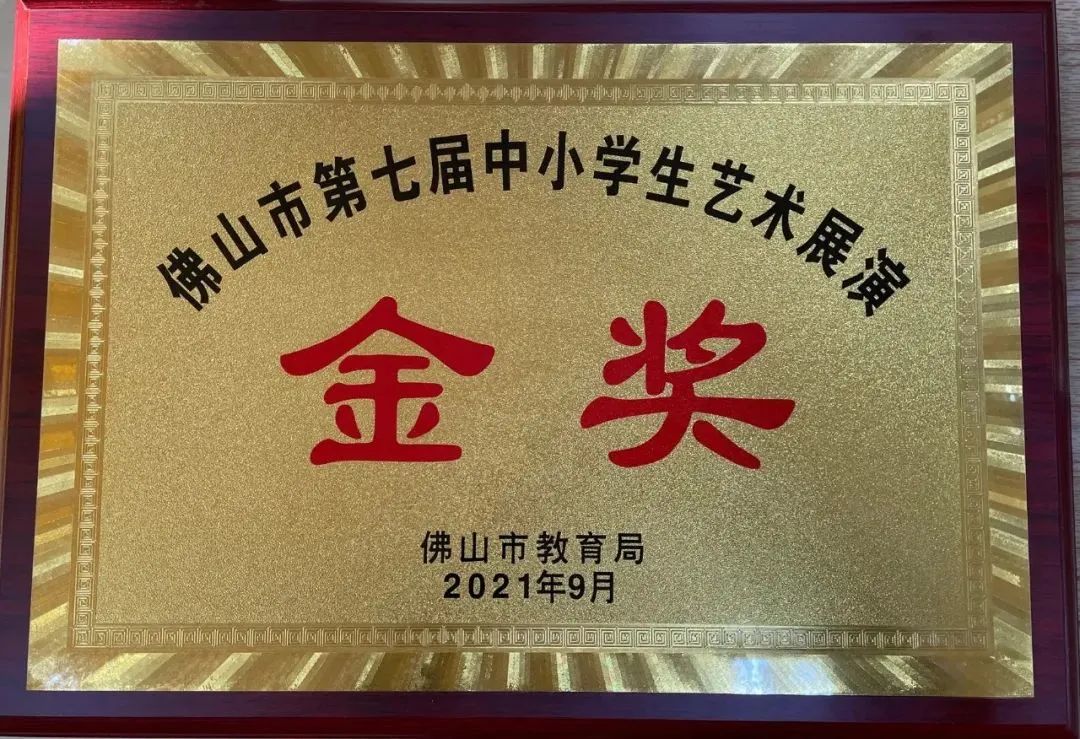 佛山市第七届中小学生艺术展演
金奖
佛山市教育局
2021年9月